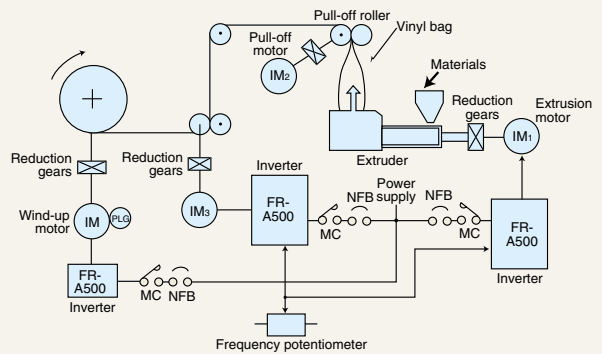 Pull-off roller
Pull-off
motor
Vinyl bag
IM2
Materials
Reduction
gears
Extrusion
motor
IM1
Extruder
Reduction
gears
Reduction
gears
Inverter
Wind-up
motor
IM
PLG
IM3
FR-
A500
Power
supply
NFB
NFB
MC
MC
FR-
A500
Inverter
FR-
A500
Inverter
MC
NFB
Frequency potentiometer